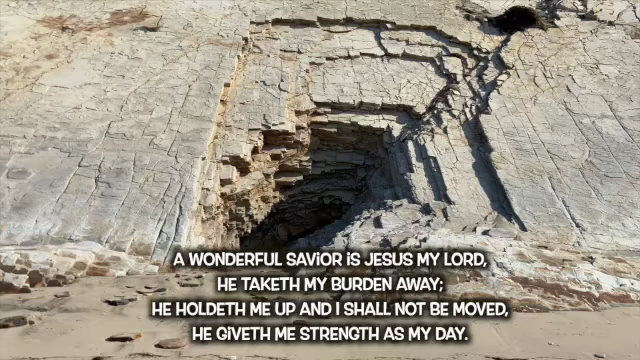 A WONDERFUL SAVIOR IS JESUS MY LORD,
HE TAKETH MY BURDEN AWAY;
HE HOLDETH ME UP AND I SHALL NOT BE MOVED,
HE GIVETH ME STRENGTH AS MY DAY.